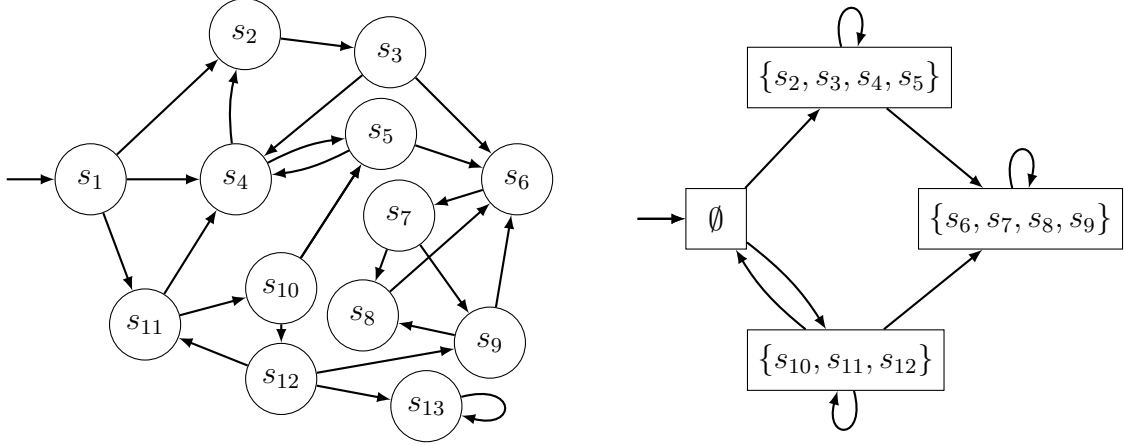 s₂
s₃
s₅
s₁
s₄
s₆
s₇
s₁₀
s₈
s₁₁
s₉
s₁₂
s₁₃
{s₂, s₃, s₄, s₅}
∅
{s₆, s₇, s₈, s₉}
{s₁₀, s₁₁, s₁₂}